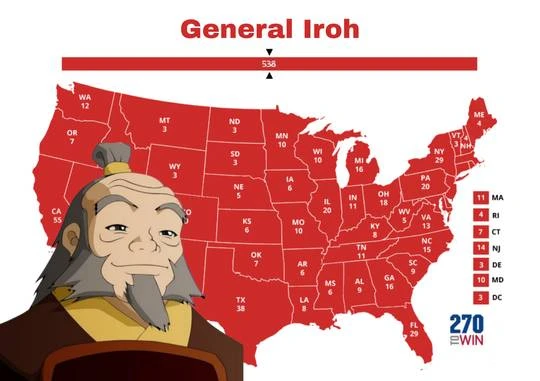 General Iroh
538
WA
12
OR
7
CA
55
MT
3
WY
3
ND
3
SD
3
NE
5
KS
6
OK
7
TX
38
MN
10
IA
6
MO
10
AR
6
LA
8
WI
10
IL
20
MI
16
IN
11
OH
18
KY
8
TN
11
MS
6
AL
9
GA
16
FL
29
SC
9
NC
15
VA
13
WV
5
PA
20
NY
29
VT
3
4
NH
ME
4
11 MA
4 RI
7 CT
14 NJ
3 DE
10 MD
3 DC
270
TO WIN